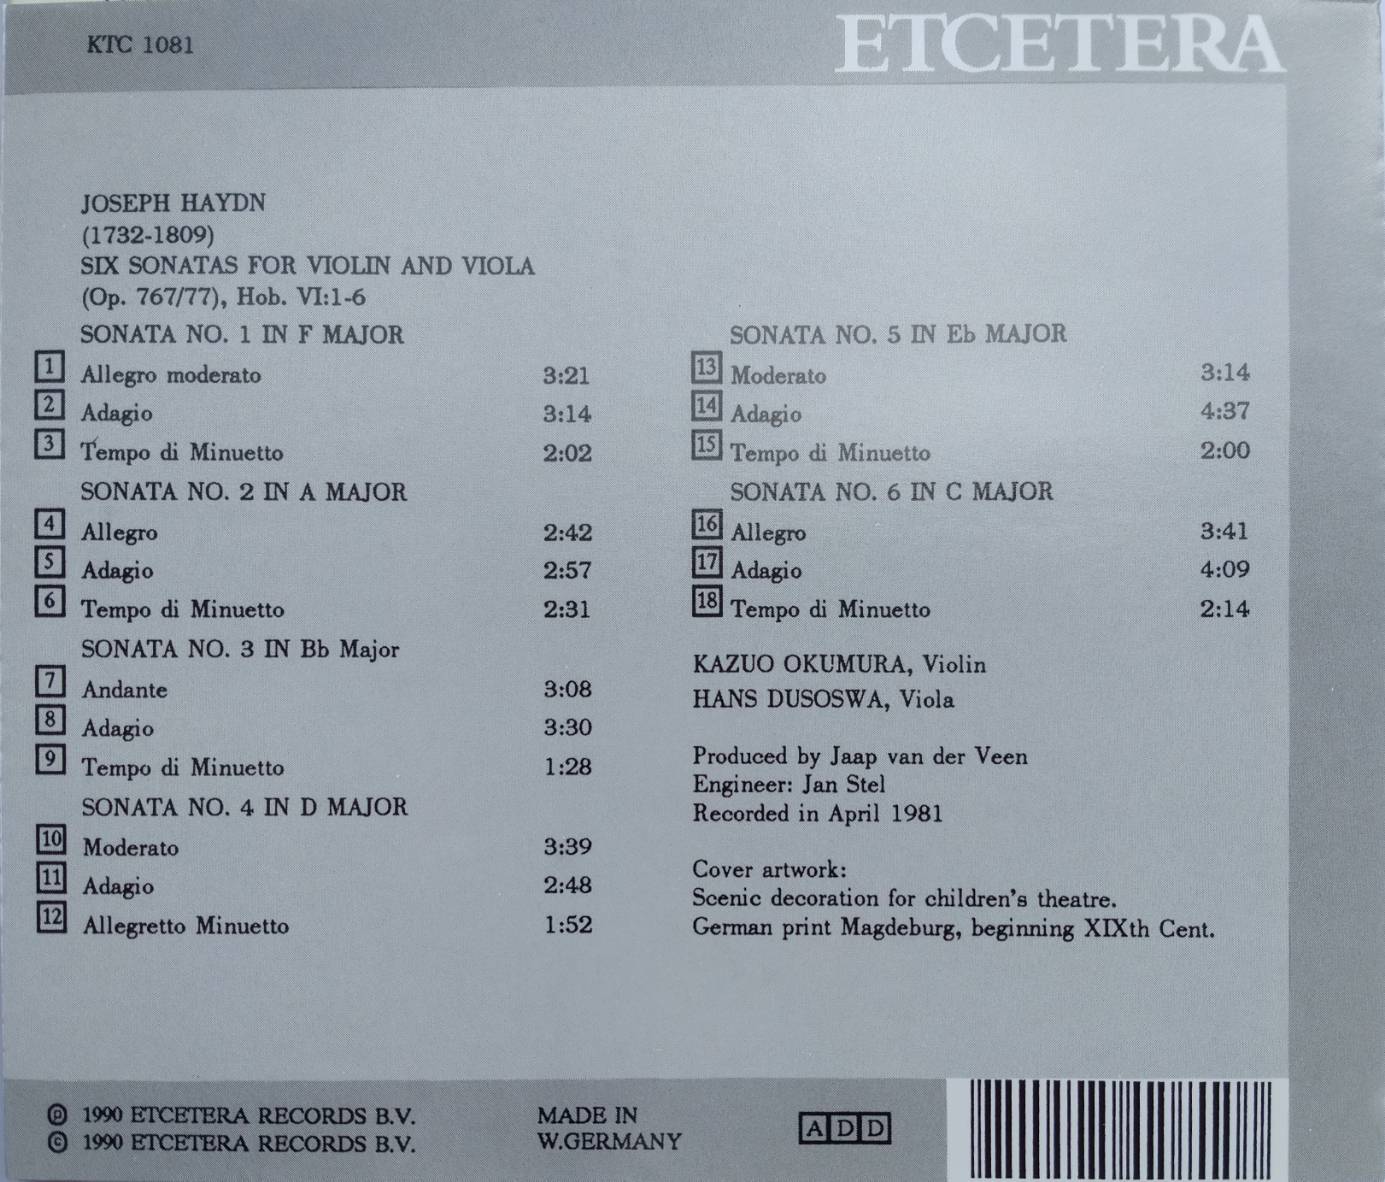 KTC 1081
ETCETERA
JOSEPH HAYDN
(1732-1809)
SIX SONATAS FOR VIOLIN AND VIOLA
(Op. 767/77), Hob. VI:1-6
SONATA NO. 1 IN F MAJOR
1 Allegro moderato 3:21
2 Adagio 3:14
3 Tempo di Minuetto 2:02
SONATA NO. 2 IN A MAJOR
4 Allegro 2:42
5 Adagio 2:57
6 Tempo di Minuetto 2:31
SONATA NO. 3 IN Bb Major
7 Andante 3:08
8 Adagio 3:30
9 Tempo di Minuetto 1:28
SONATA NO. 4 IN D MAJOR
10 Moderato 3:39
11 Adagio 2:48
12 Allegretto Minuetto 1:52
SONATA NO. 5 IN Eb MAJOR
13 Moderato 3:14
14 Adagio 4:37
15 Tempo di Minuetto 2:00
SONATA NO. 6 IN C MAJOR
16 Allegro 3:41
17 Adagio 4:09
18 Tempo di Minuetto 2:14
KAZUO OKUMURA, Violin
HANS DUSOSWA, Viola
Produced by Jaap van der Veen
Engineer: Jan Stel
Recorded in April 1981
Cover artwork:
Scenic decoration for children's theatre.
German print Magdeburg, beginning XIXth Cent.
℗ 1990 ETCETERA RECORDS B.V.
© 1990 ETCETERA RECORDS B.V.
MADE IN
W.GERMANY
ADD